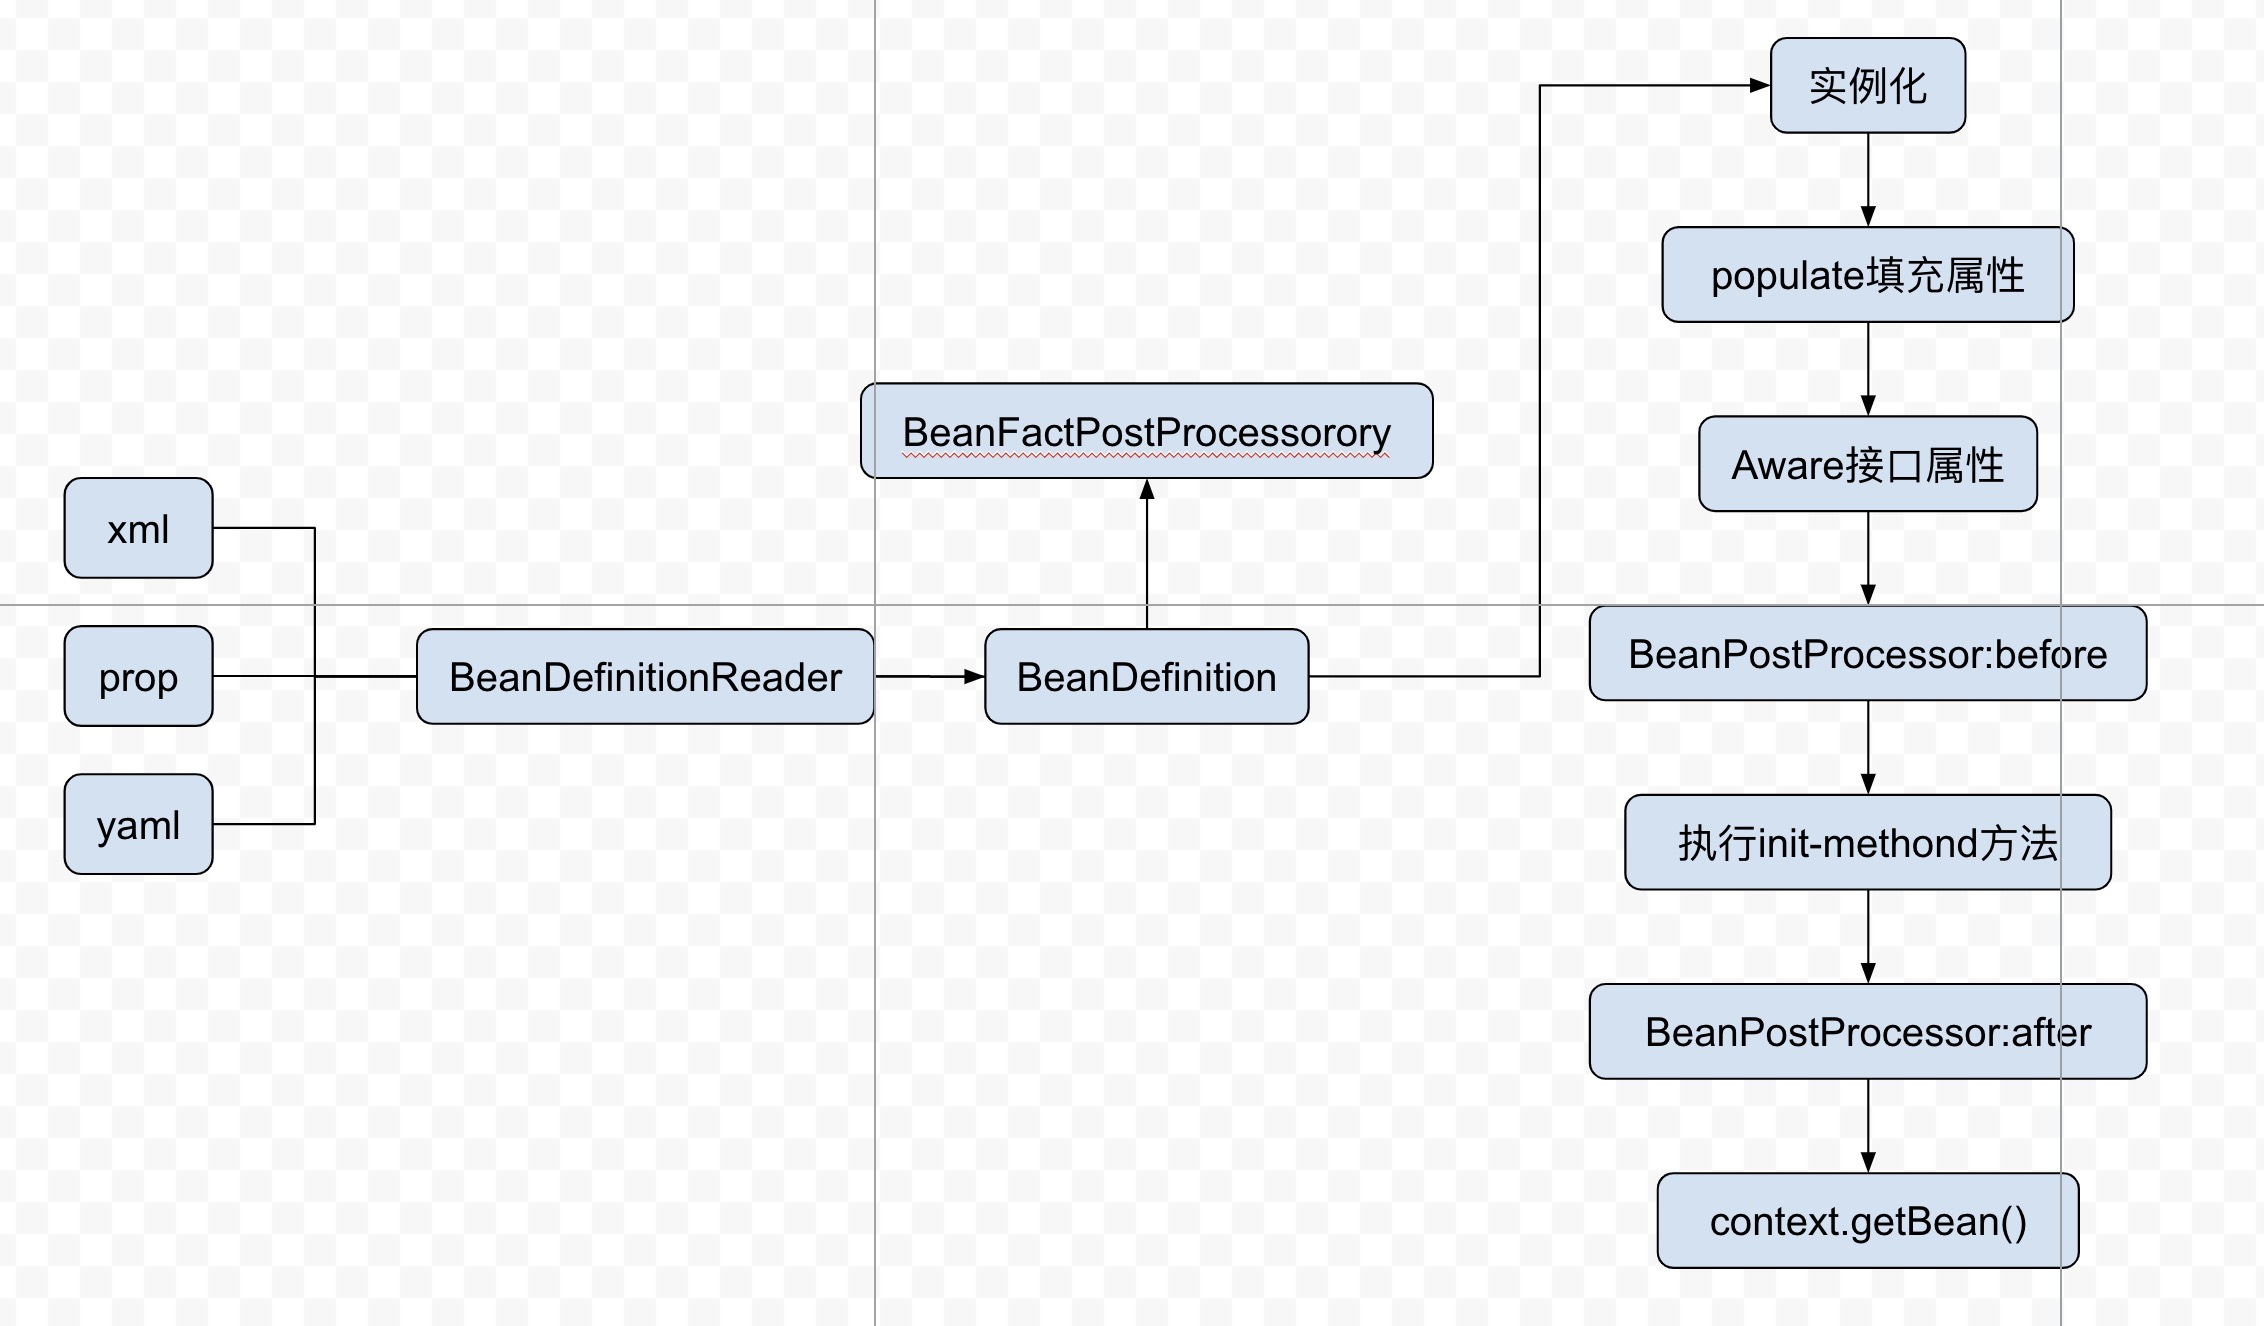 xml
prop
yaml
BeanDefinitionReader
BeanDefinition
BeanFactPostProcessorory
实例化
populate填充属性
Aware接口属性
BeanPostProcessor:before
执行init-methond方法
BeanPostProcessor:after
context.getBean()